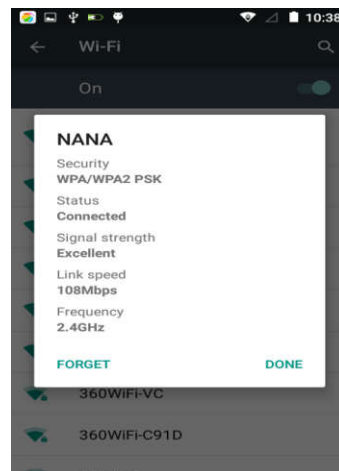 10:38
Wi-Fi
On
NANA
Security
WPA/WPA2 PSK
Status
Connected
Signal strength
Excellent
Link speed
108Mbps
Frequency
2.4GHz
FORGET DONE
360WiFi-VC
360WiFi-C91D